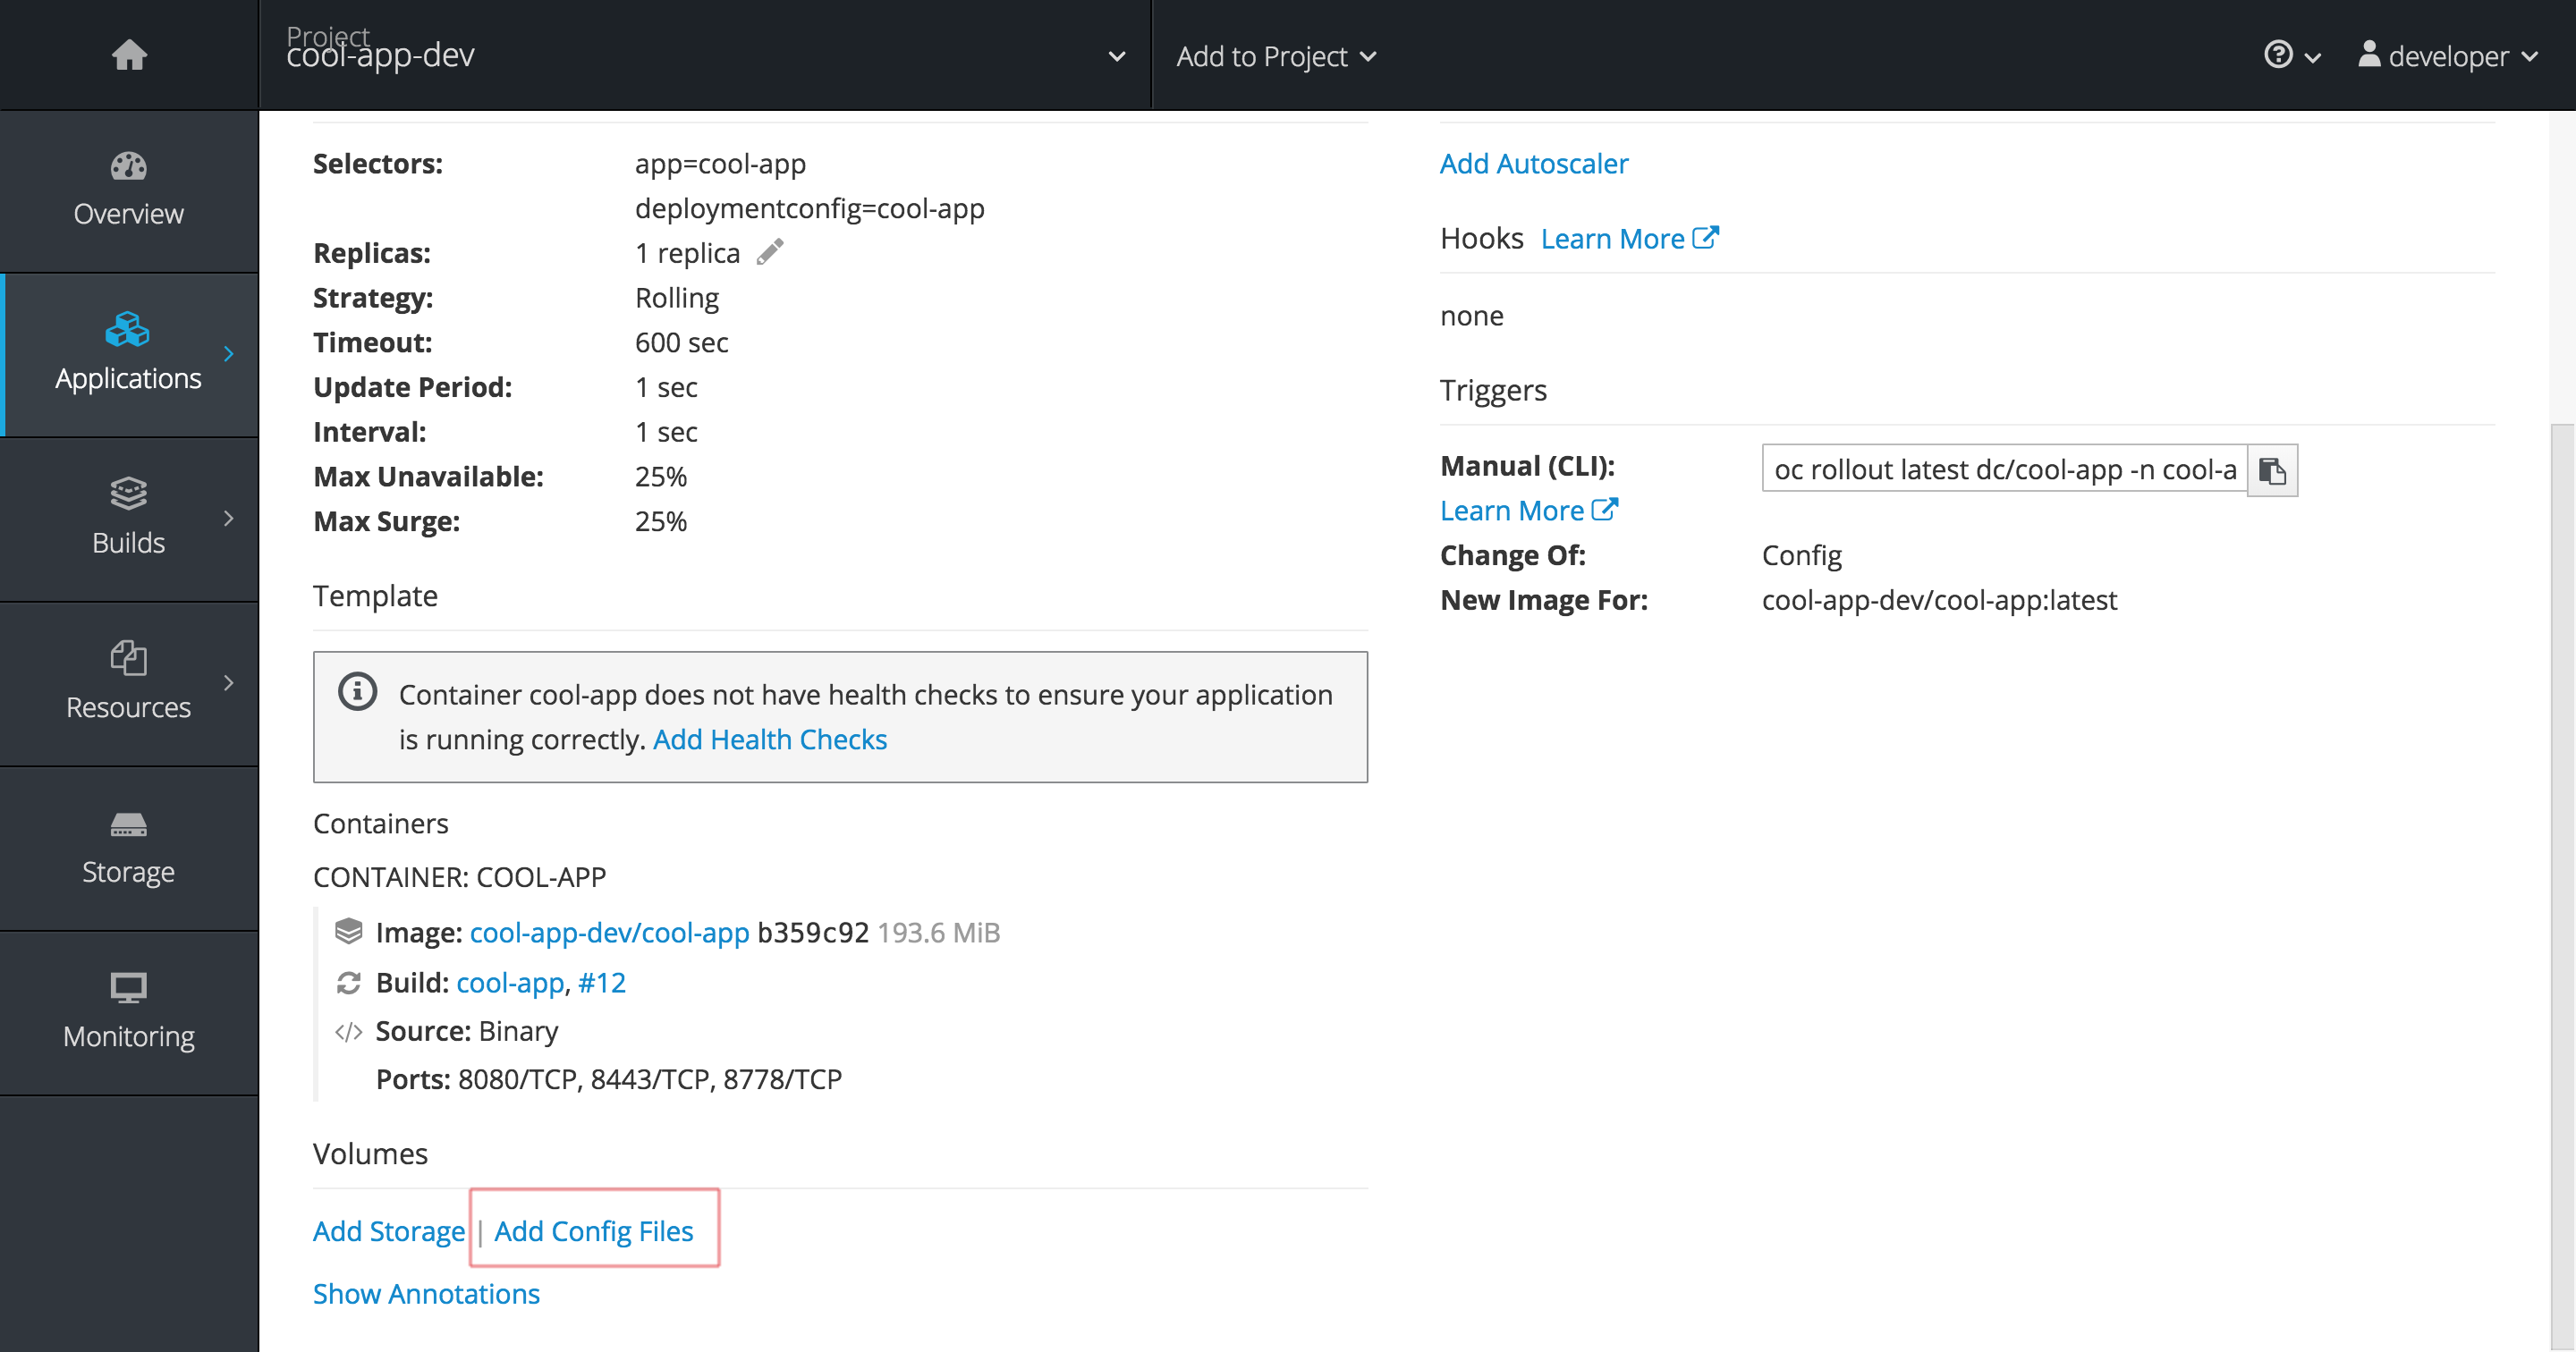 Project
cool-app-dev
Add to Project
developer
Overview
Applications
Builds
Resources
Storage
Monitoring
Selectors: app=cool-app
deploymentconfig=cool-app
Replicas: 1 replica
Strategy: Rolling
Timeout: 600 sec
Update Period: 1 sec
Interval: 1 sec
Max Unavailable: 25%
Max Surge: 25%
Template
Container cool-app does not have health checks to ensure your application
is running correctly. Add Health Checks
Containers
CONTAINER: COOL-APP
Image: cool-app-dev/cool-app b359c92 193.6 MiB
Build: cool-app, #12
Source: Binary
Ports: 8080/TCP, 8443/TCP, 8778/TCP
Volumes
Add Storage | Add Config Files
Show Annotations
Add Autoscaler
Hooks Learn More
none
Triggers
Manual (CLI): oc rollout latest dc/cool-app -n cool-a
Learn More
Change Of: Config
New Image For: cool-app-dev/cool-app:latest